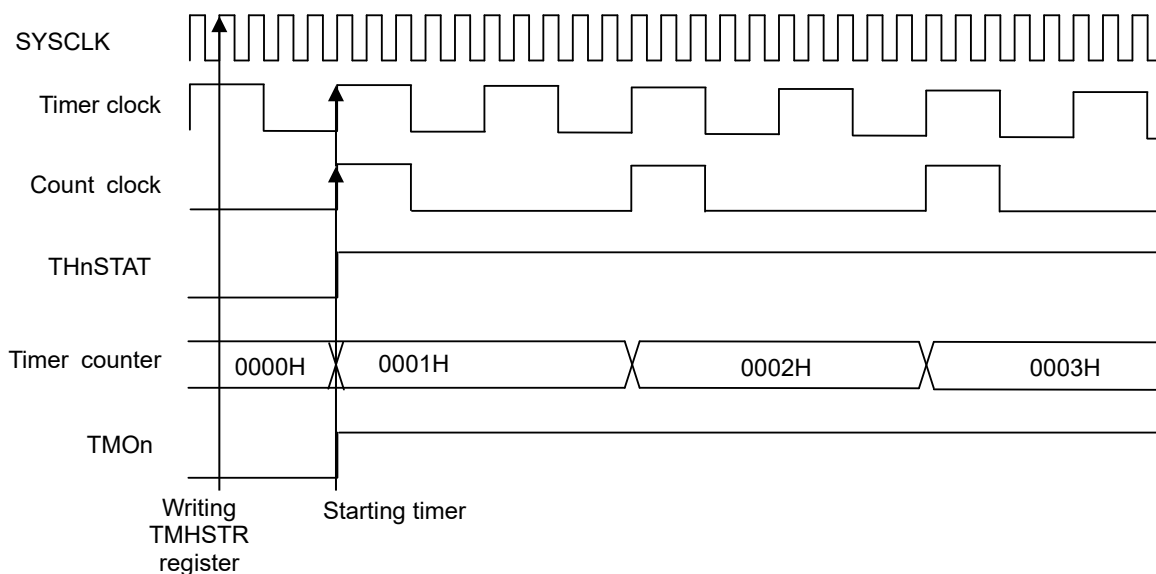 SYSCLK
Timer clock
Count clock
THnSTAT
Timer counter
0000H
0001H
0002H
0003H
TMOn
Writing
TMHSTR
register
Starting timer